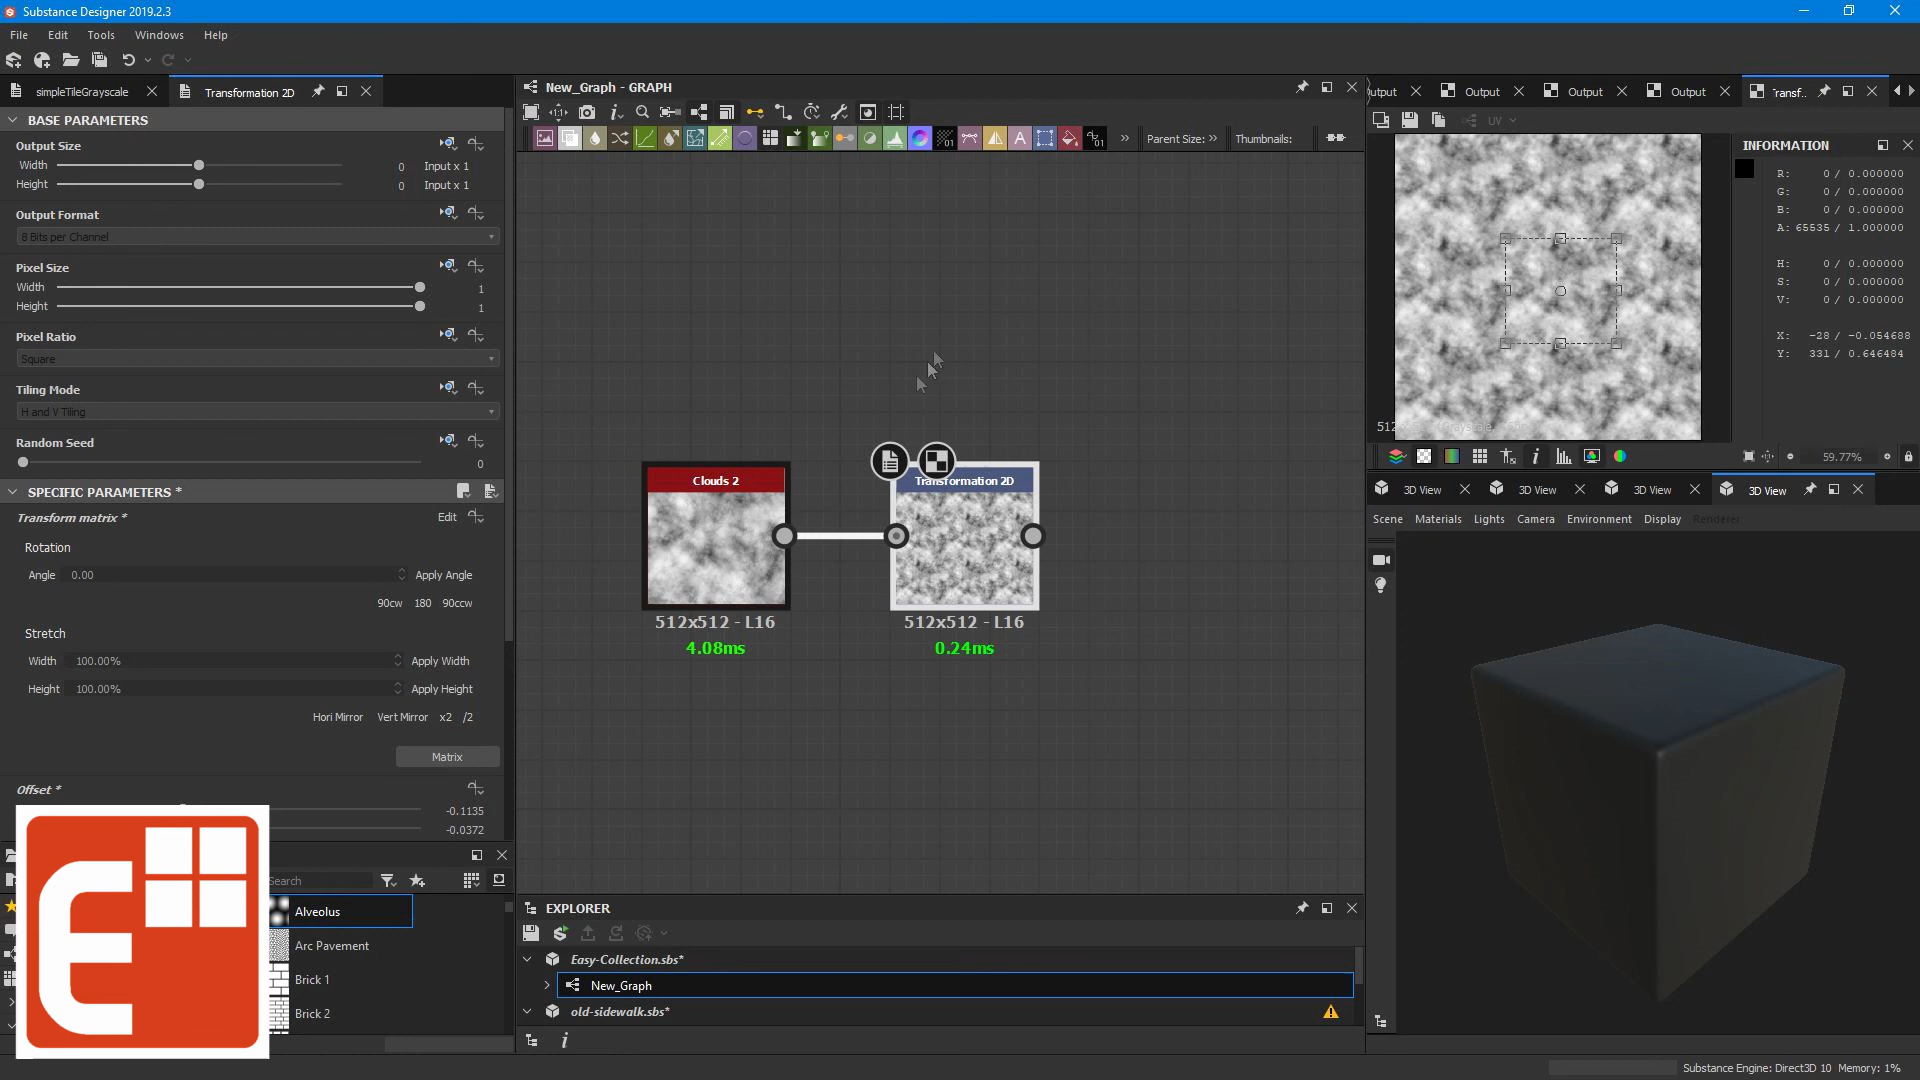 Substance Designer 2019.2.3
File Edit Tools Windows Help
simpleTileGrayscale
Transformation 2D
BASE PARAMETERS
Output Size
Width 0 Input x 1
Height 0 Input x 1
Output Format
8 Bits per Channel
Pixel Size
Width 1
Height 1
Pixel Ratio
Square
Tiling Mode
H and V Tiling
Random Seed
0
SPECIFIC PARAMETERS *
Transform matrix * Edit
Rotation
Angle 0.00 Apply Angle
90cw 180 90ccw
Stretch
Width 100.00% Apply Width
Height 100.00% Apply Height
Hori Mirror Vert Mirror x2 /2
Matrix
Offset *
-0.1135
-0.0372
E
Search
Alveolus
Arc Pavement
Brick 1
Brick 2
New_Graph - GRAPH
Parent Size: >>
Thumbnails:
Clouds 2
512x512 - L16
4.08ms
Transformation 2D
512x512 - L16
0.24ms
EXPLORER
Easy-Collection.sbs*
New_Graph
old-sidewalk.sbs*
utput Output Output Output Transf..
UV
INFORMATION
R: 0 / 0.000000
G: 0 / 0.000000
B: 0 / 0.000000
A: 65535 / 1.000000
H: 0 / 0.000000
S: 0 / 0.000000
V: 0 / 0.000000
X: -28 / -0.054688
Y: 331 / 0.646484
59.77%
3D View 3D View 3D View 3D View
Scene Materials Lights Camera Environment Display Renderer
Substance Engine: Direct3D 10 Memory: 1%